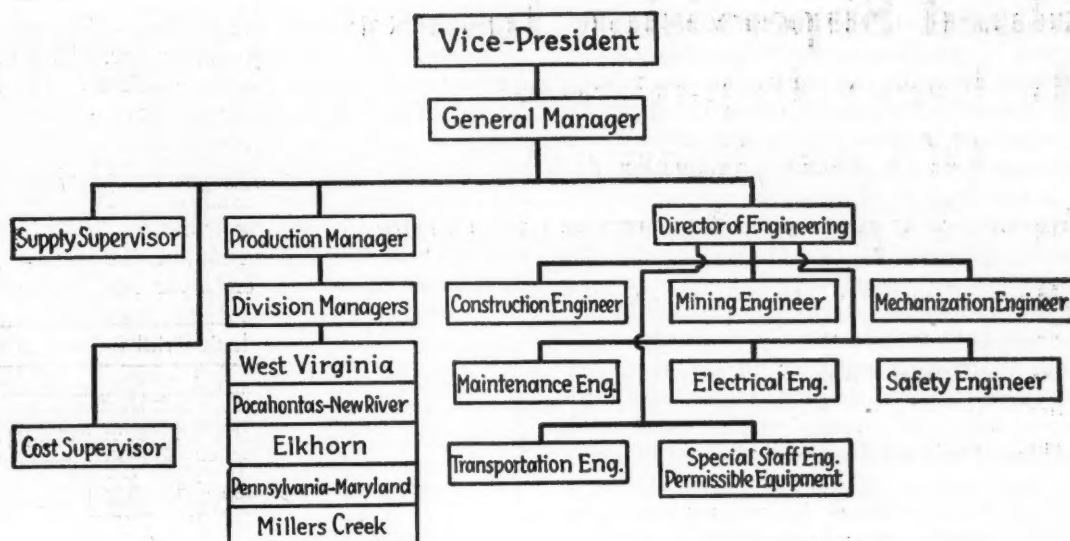 Vice-President
General Manager
Supply Supervisor
Production Manager
Director of Engineering
Division Managers
Construction Engineer
Mining Engineer
Mechanization Engineer
West Virginia
Pocahontas-New River
Elkhorn
Pennsylvania-Maryland
Millers Creek
Maintenance Eng.
Electrical Eng.
Safety Engineer
Cost Supervisor
Transportation Eng.
Special Staff Eng.
Permissible Equipment